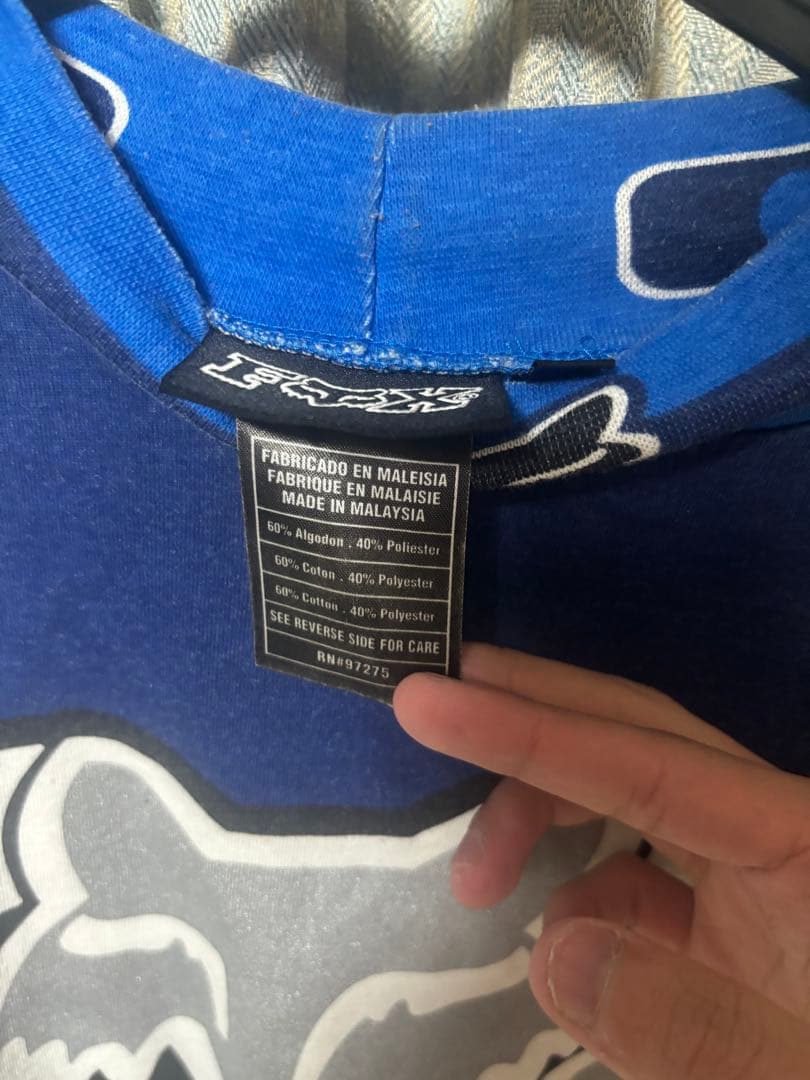 FOX
FABRICADO EN MALEISIA
FABRIQUE EN MALAISIE
MADE IN MALAYSIA
60% Algodon . 40% Poliester
60% Coton . 40% Polyester
60% Cotton . 40% Polyester
SEE REVERSE SIDE FOR CARE
RN#97275